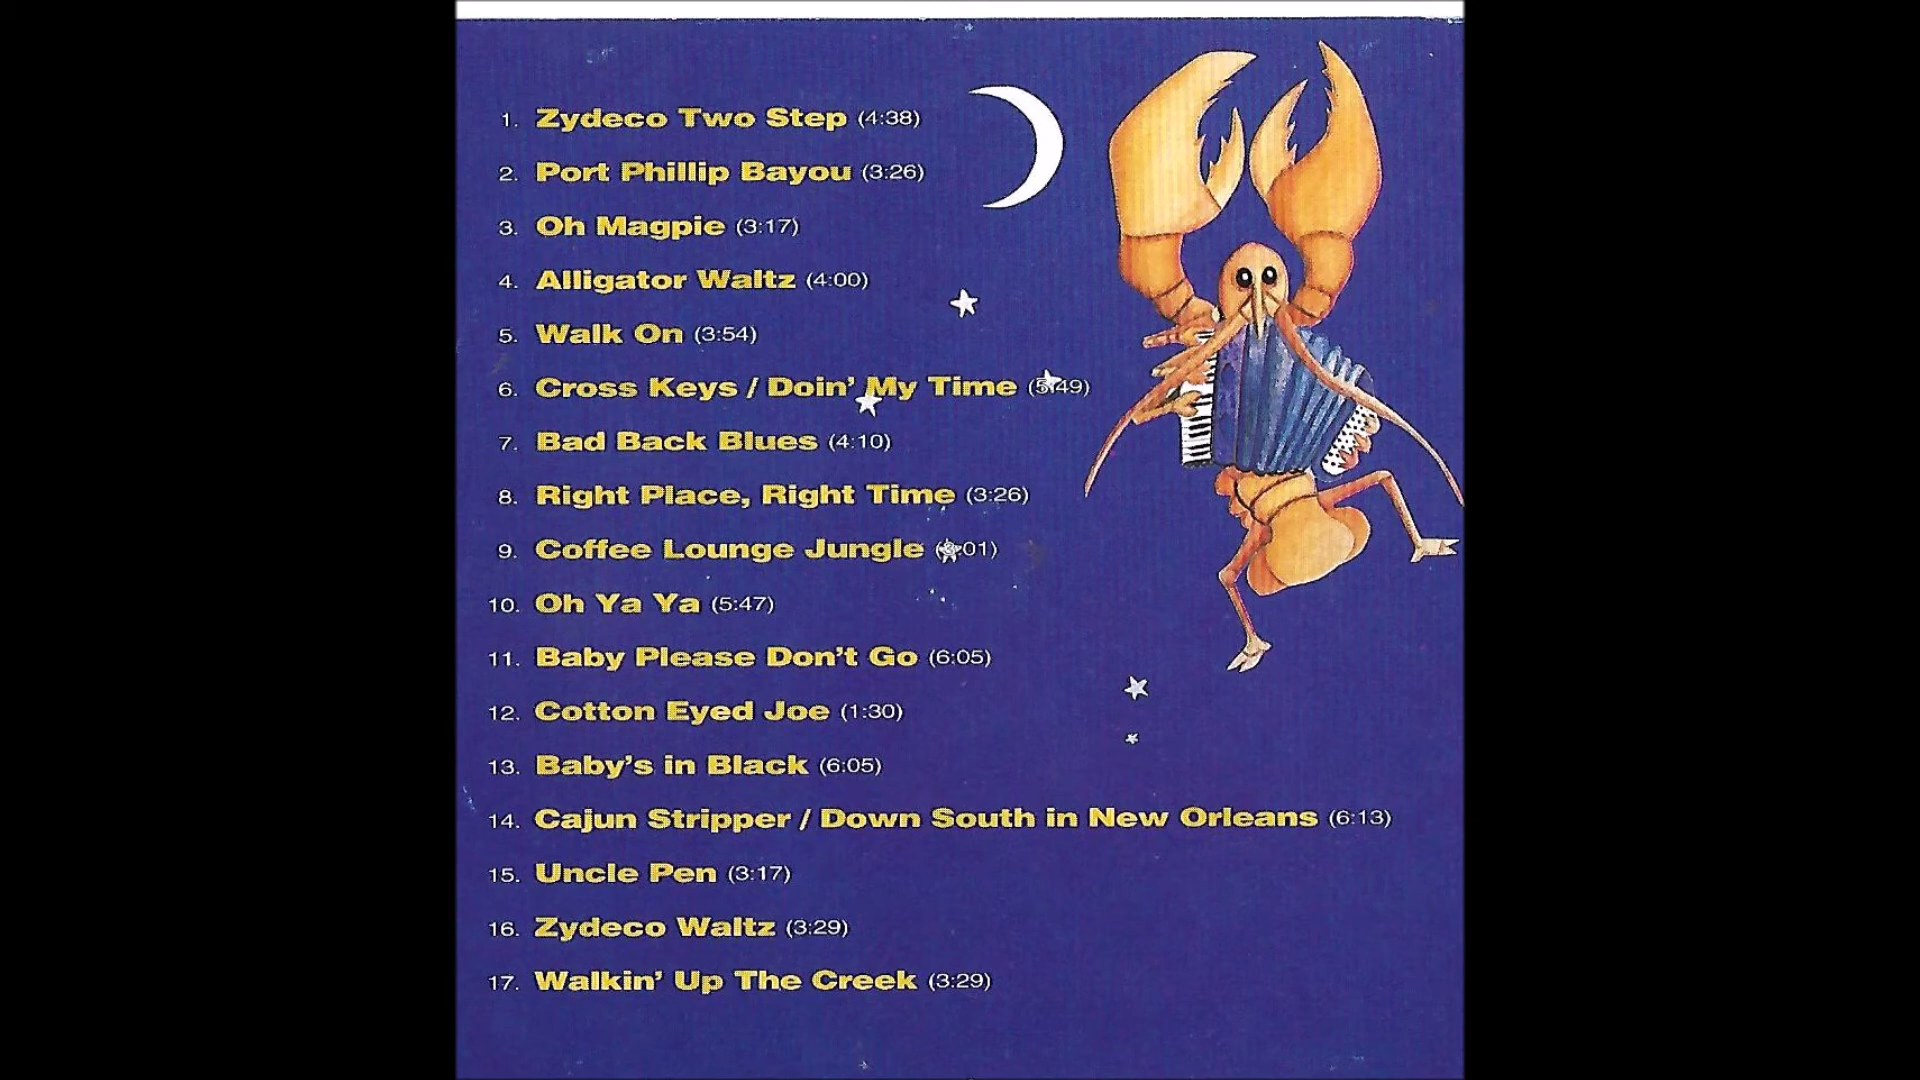 1. Zydeco Two Step (4:38)
2. Port Phillip Bayou (3:26)
3. Oh Magpie (3:17)
4. Alligator Waltz (4:00)
5. Walk On (3:54)
6. Cross Keys / Doin' My Time (5:49)
7. Bad Back Blues (4:10)
8. Right Place, Right Time (3:26)
9. Coffee Lounge Jungle
10. Oh Ya Ya (5:47)
11. Baby Please Don't Go (6:05)
12. Cotton Eyed Joe (1:30)
13. Baby's in Black (6:05)
14. Cajun Stripper / Down South in New Orleans (6:13)
15. Uncle Pen (3:17)
16. Zydeco Waltz (3:29)
17. Walkin' Up The Creek (3:29)